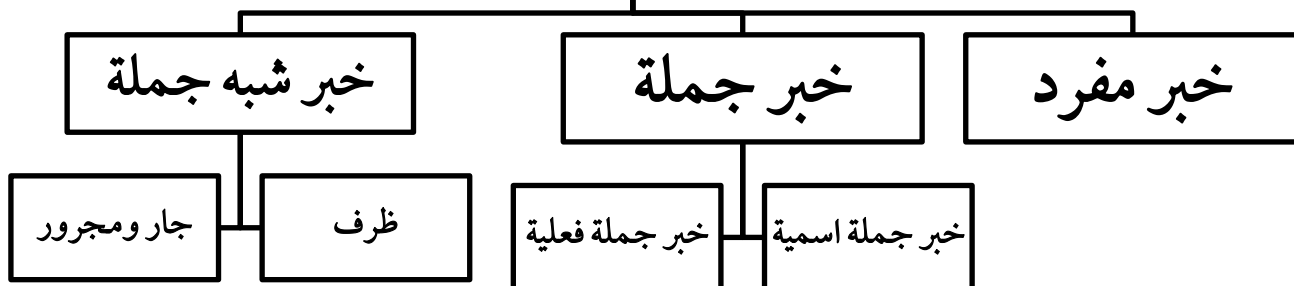 خبر مفرد
خبر جملة
خبر شبه جملة
خبر جملة اسمية
خبر جملة فعلية
ظرف
جار ومجرور